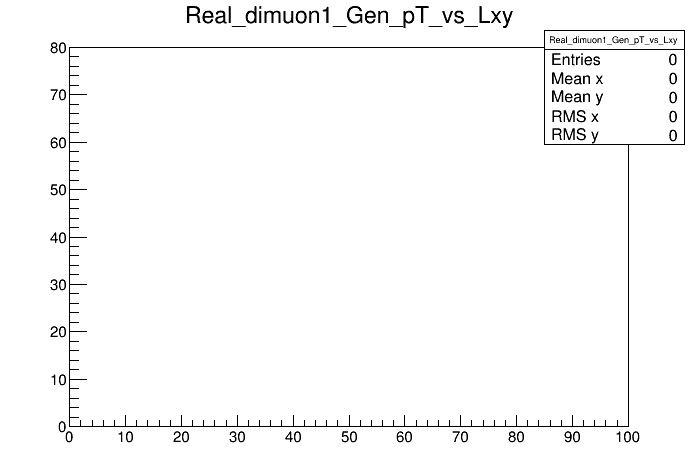 Real_dimuon1_Gen_pT_vs_Lxy
Real_dimuon1_Gen_pT_vs_Lxy
Entries 0
Mean x 0
Mean y 0
RMS x 0
RMS y 0
80
70
60
50
40
30
20
10
0
0 10 20 30 40 50 60 70 80 90 100